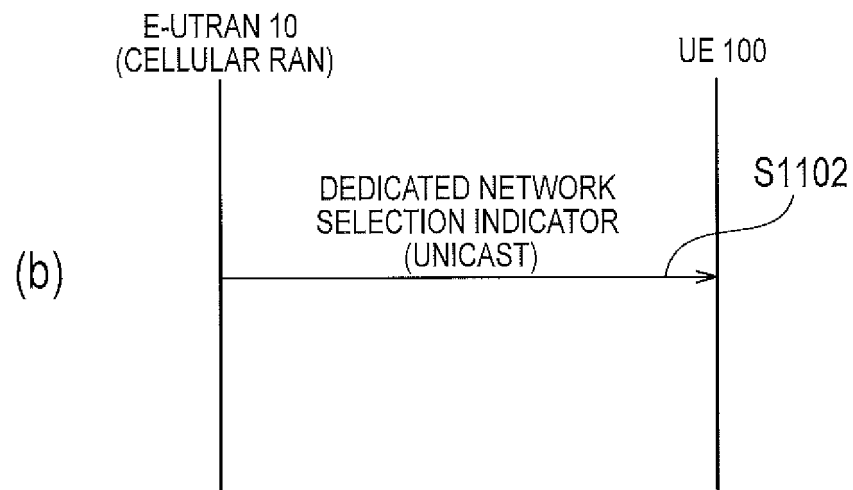 E-UTRAN 10
(CELLULAR RAN)
UE 100
S1102
DEDICATED NETWORK
SELECTION INDICATOR
(UNICAST)
(b)